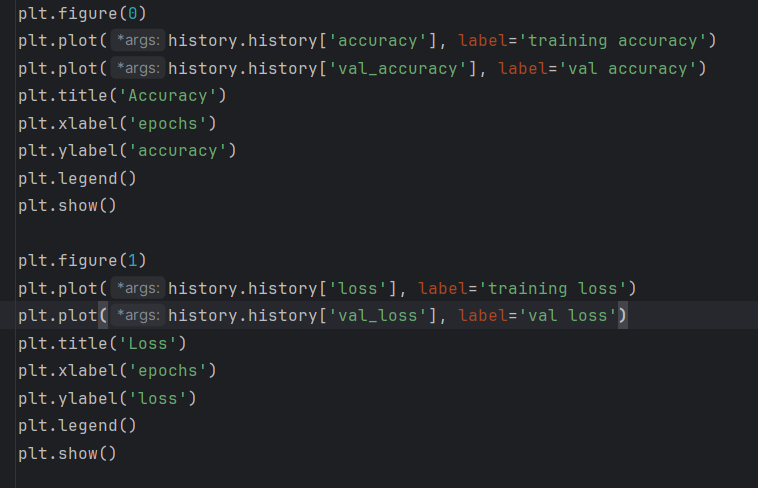 plt.figure(0)
plt.plot(*args: history.history['accuracy'], label='training accuracy')
plt.plot(*args: history.history['val_accuracy'], label='val accuracy')
plt.title('Accuracy')
plt.xlabel('epochs')
plt.ylabel('accuracy')
plt.legend()
plt.show()
plt.figure(1)
plt.plot(*args: history.history['loss'], label='training loss')
plt.plot(*args: history.history['val_loss'], label='val loss')
plt.title('Loss')
plt.xlabel('epochs')
plt.ylabel('loss')
plt.legend()
plt.show()